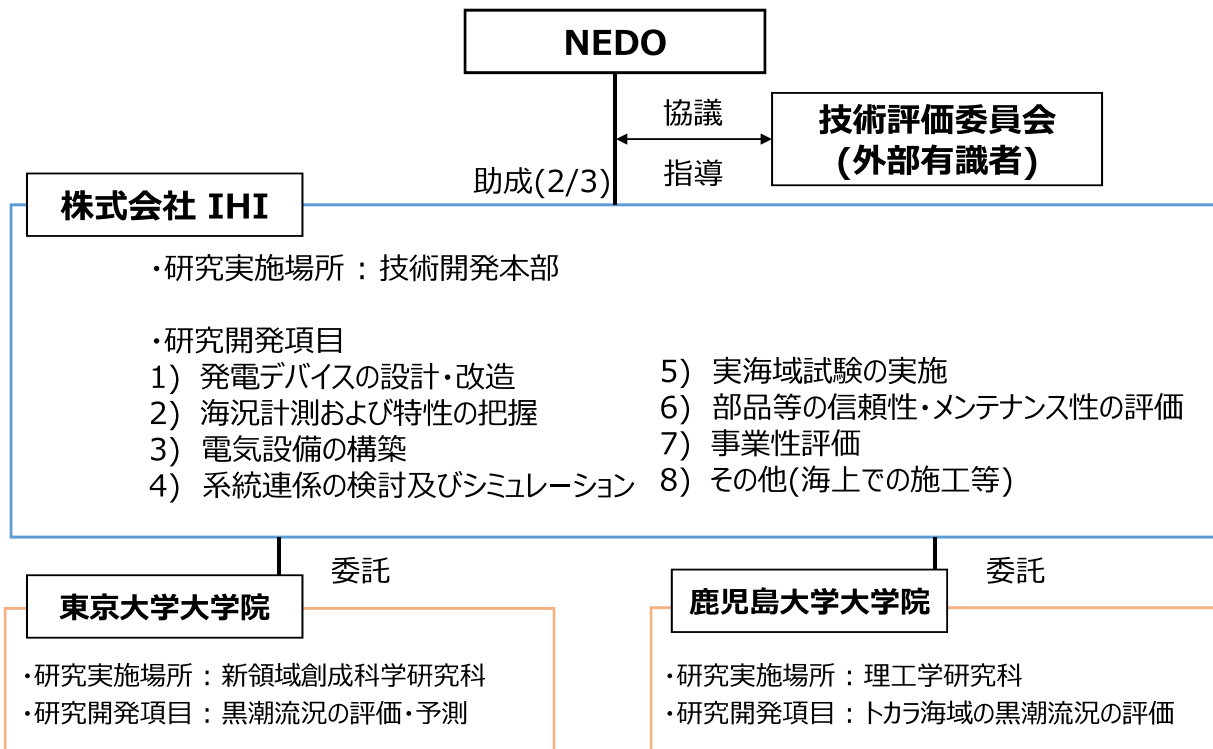 NEDO
協議
技術評価委員会
(外部有識者)
指導
助成(2/3)
株式会社 IHI
・研究実施場所：技術開発本部
・研究開発項目
1) 発電デバイスの設計・改造
2) 海況計測および特性の把握
3) 電気設備の構築
4) 系統連係の検討及びシミュレーション
5) 実海域試験の実施
6) 部品等の信頼性・メンテナンス性の評価
7) 事業性評価
8) その他(海上での施工等)
委託
東京大学大学院
・研究実施場所：新領域創成科学研究科
・研究開発項目：黒潮流況の評価・予測
委託
鹿児島大学大学院
・研究実施場所：理工学研究科
・研究開発項目：トカラ海域の黒潮流況の評価